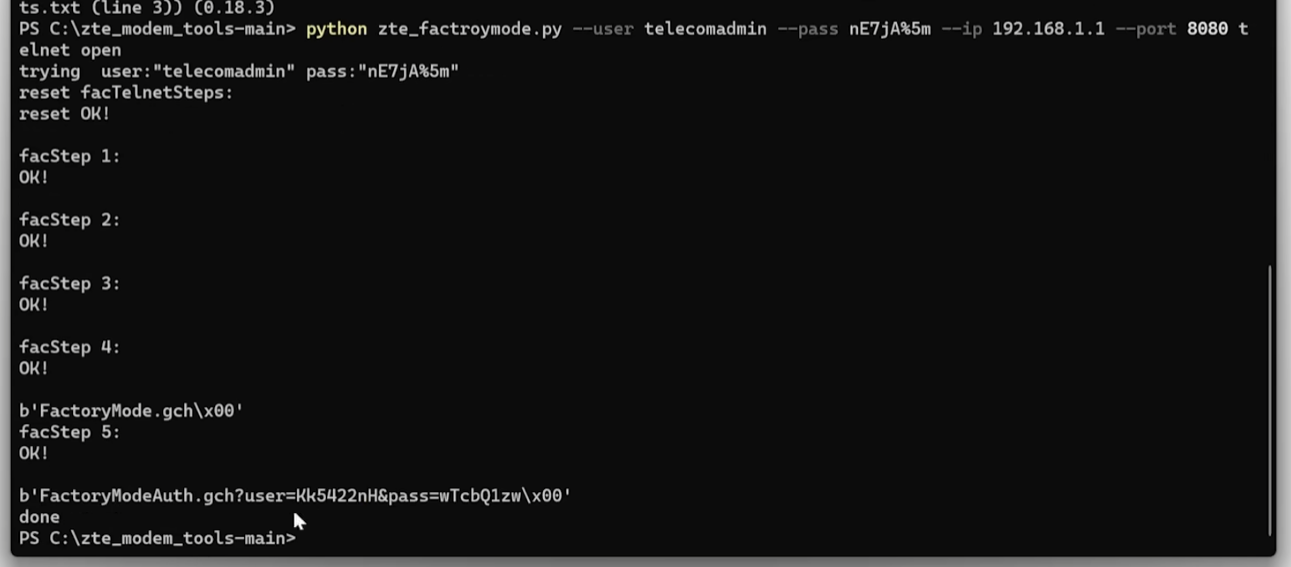 ts.txt (line 3)) (0.18.3)
PS C:\zte_modem_tools-main> python zte_factroymode.py --user telecomadmin --pass nE7jA%5m --ip 192.168.1.1 --port 8080 t
elnet open
trying  user:"telecomadmin" pass:"nE7jA%5m"
reset facTelnetSteps:
reset OK!
facStep 1:
OK!
facStep 2:
OK!
facStep 3:
OK!
facStep 4:
OK!
b'FactoryMode.gch\x00'
facStep 5:
OK!
b'FactoryModeAuth.gch?user=Kk5422nH&pass=wTcbQ1zw\x00'
done
PS C:\zte_modem_tools-main>